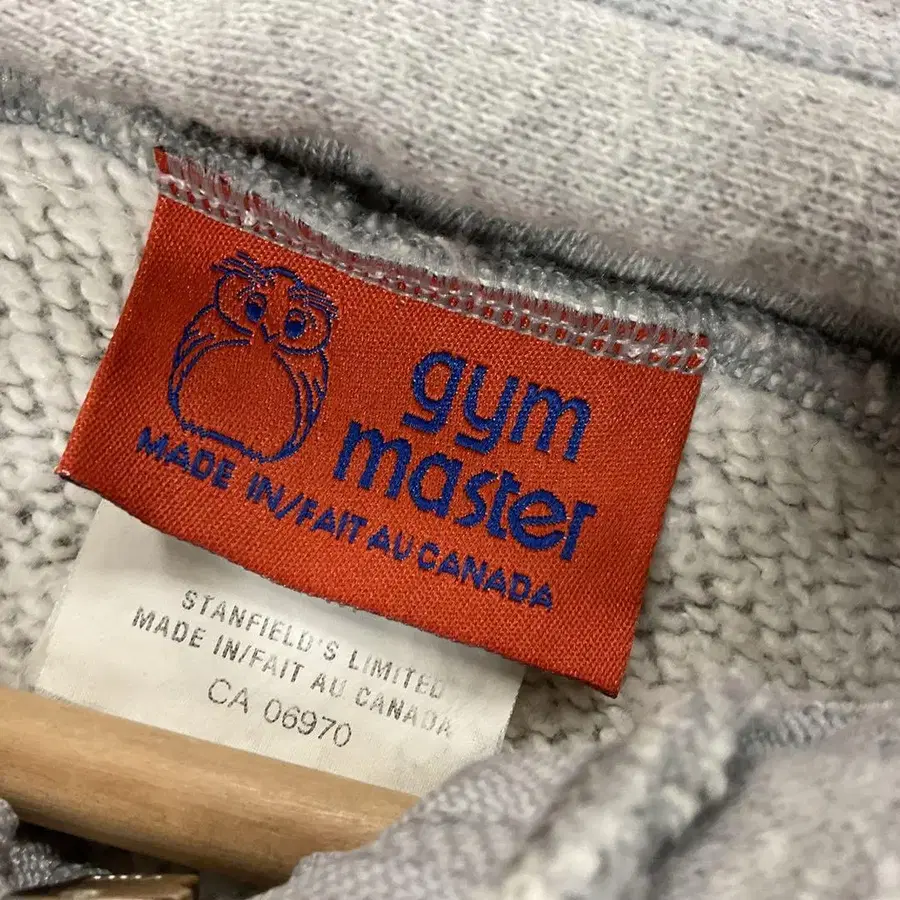 gym
master
MADE IN/FAIT AU CANADA
STANFIELD'S LIMITED
MADE IN/FAIT AU CANADA
CA 06970